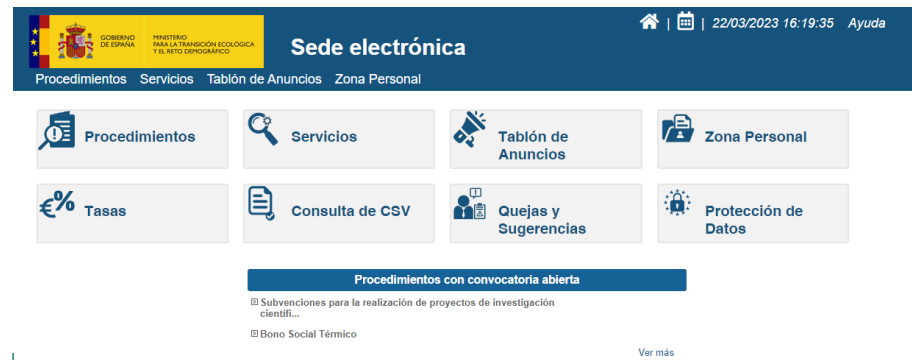 GOBIERNO
DE ESPAÑA
MINISTERIO
PARA LA TRANSICIÓN ECOLÓGICA
Y EL RETO DEMOGRÁFICO
Sede electrónica
| | 22/03/2023 16:19:35 Ayuda
Procedimientos Servicios Tablón de Anuncios Zona Personal
Procedimientos
Servicios
Tablón de
Anuncios
Zona Personal
€% Tasas
Consulta de CSV
Quejas y
Sugerencias
Protección de
Datos
Procedimientos con convocatoria abierta
Subvenciones para la realización de proyectos de investigación
científi...
Bono Social Térmico
Ver más